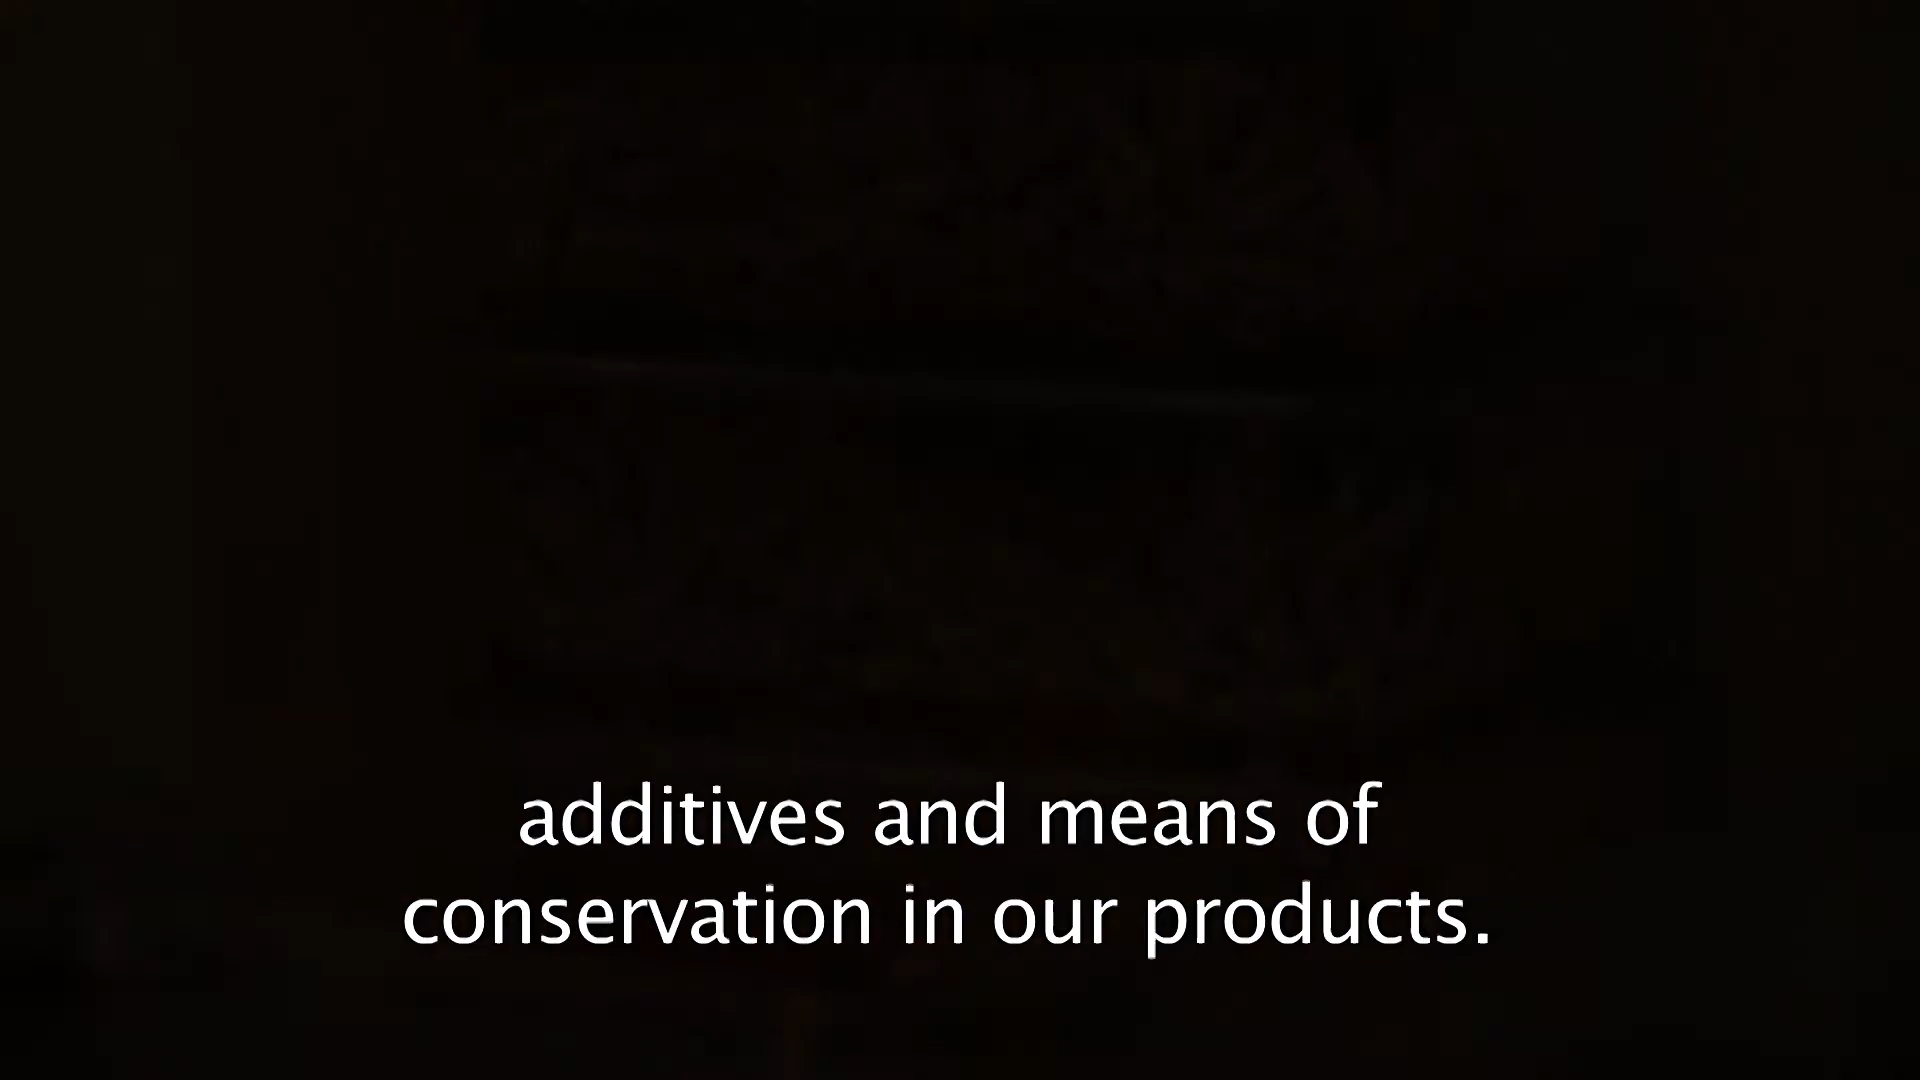 additives and means of
conservation in our products.